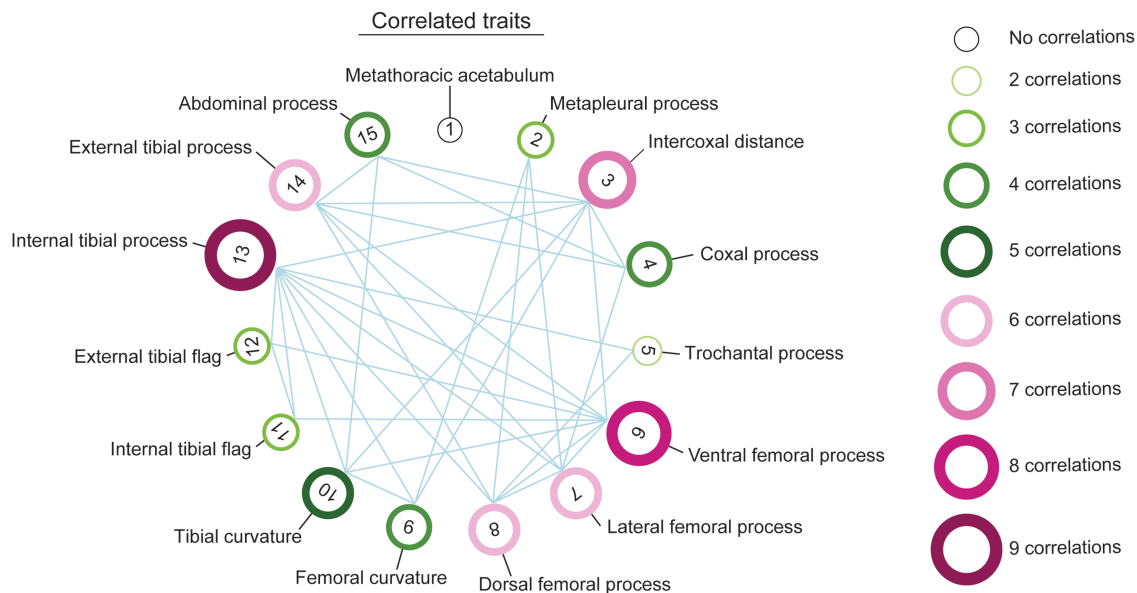 Correlated traits
Metathoracic acetabulum
Abdominal process
Metapleural process
External tibial process
Intercoxal distance
Internal tibial process
Coxal process
External tibial flag
Trochantal process
Internal tibial flag
Ventral femoral process
Tibial curvature
Lateral femoral process
Femoral curvature
Dorsal femoral process
1
2
3
4
5
6
7
8
9
10
11
12
13
14
15
No correlations
2 correlations
3 correlations
4 correlations
5 correlations
6 correlations
7 correlations
8 correlations
9 correlations